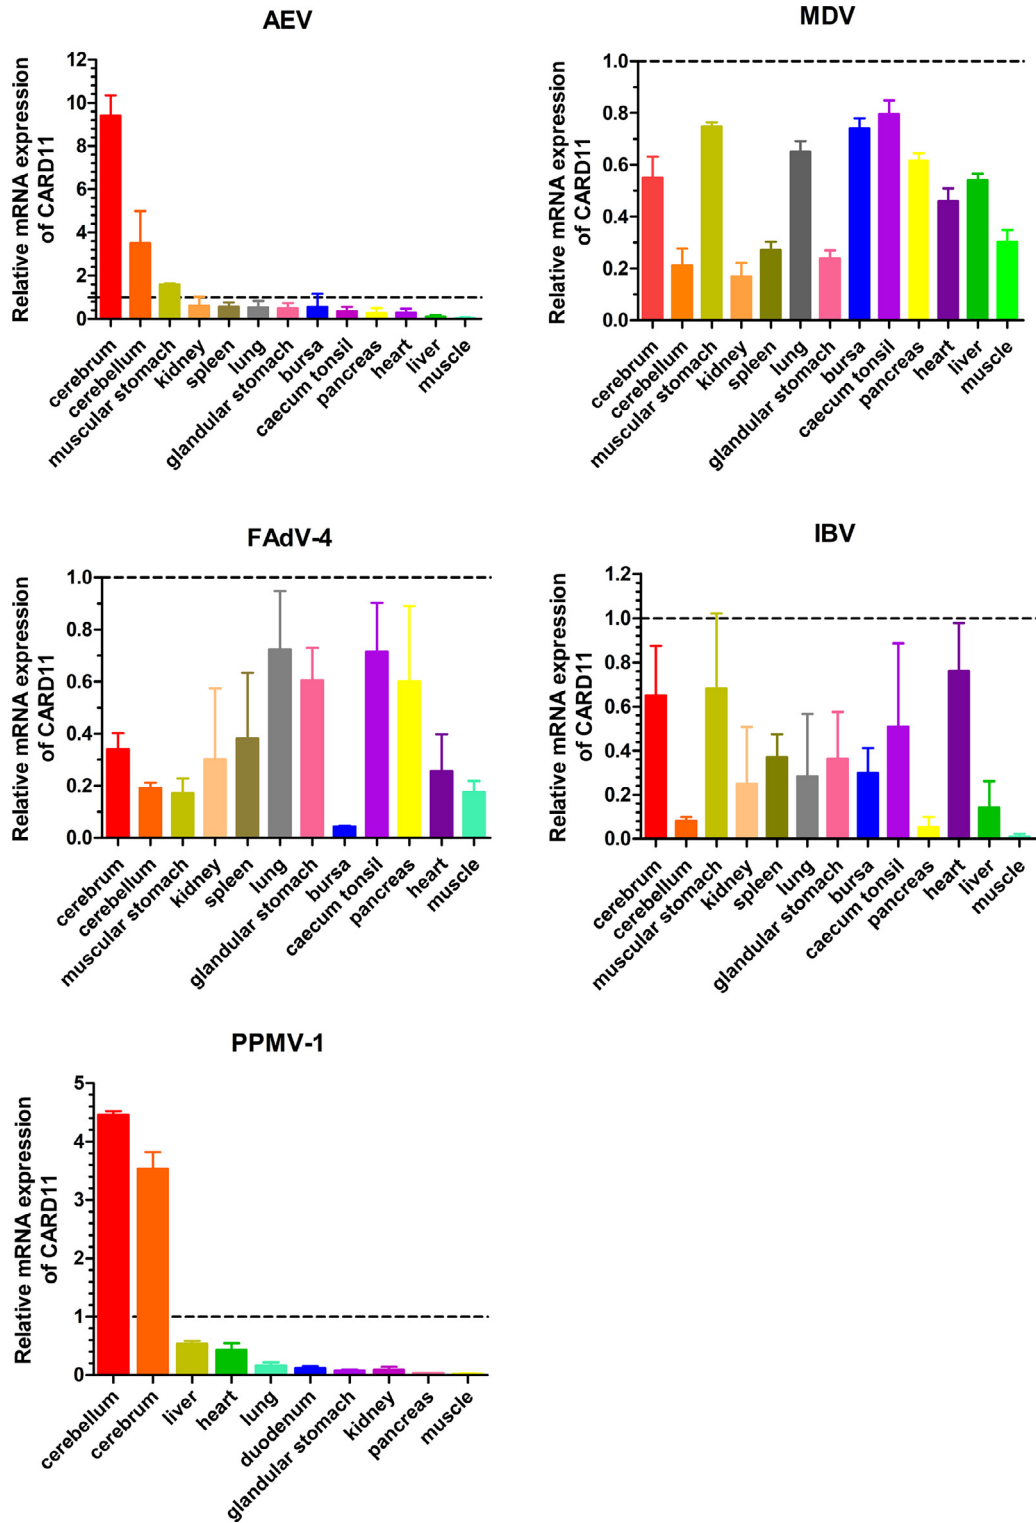 AEV
Relative mRNA expression
of CARD11
12
10
8
6
4
2
1
0
cerebrum
cerebellum
muscular stomach
kidney
spleen
lung
glandular stomach
bursa
caecum tonsil
pancreas
heart
liver
muscle
MDV
Relative mRNA expression
of CARD11
1.0
0.8
0.6
0.4
0.2
0.0
cerebrum
cerebellum
muscular stomach
kidney
spleen
lung
glandular stomach
bursa
caecum tonsil
pancreas
heart
liver
muscle
FAdV-4
Relative mRNA expression
of CARD11
1.0
0.8
0.6
0.4
0.2
0.0
cerebrum
cerebellum
muscular stomach
kidney
spleen
lung
glandular stomach
bursa
caecum tonsil
pancreas
heart
muscle
IBV
Relative mRNA expression
of CARD11
1.2
1.0
0.8
0.6
0.4
0.2
0.0
cerebrum
cerebellum
muscular stomach
kidney
spleen
lung
glandular stomach
bursa
caecum tonsil
pancreas
heart
liver
muscle
PPMV-1
Relative mRNA expression
of CARD11
5
4
3
2
1
0
cerebellum
cerebrum
liver
heart
lung
duodenum
glandular stomach
kidney
pancreas
muscle